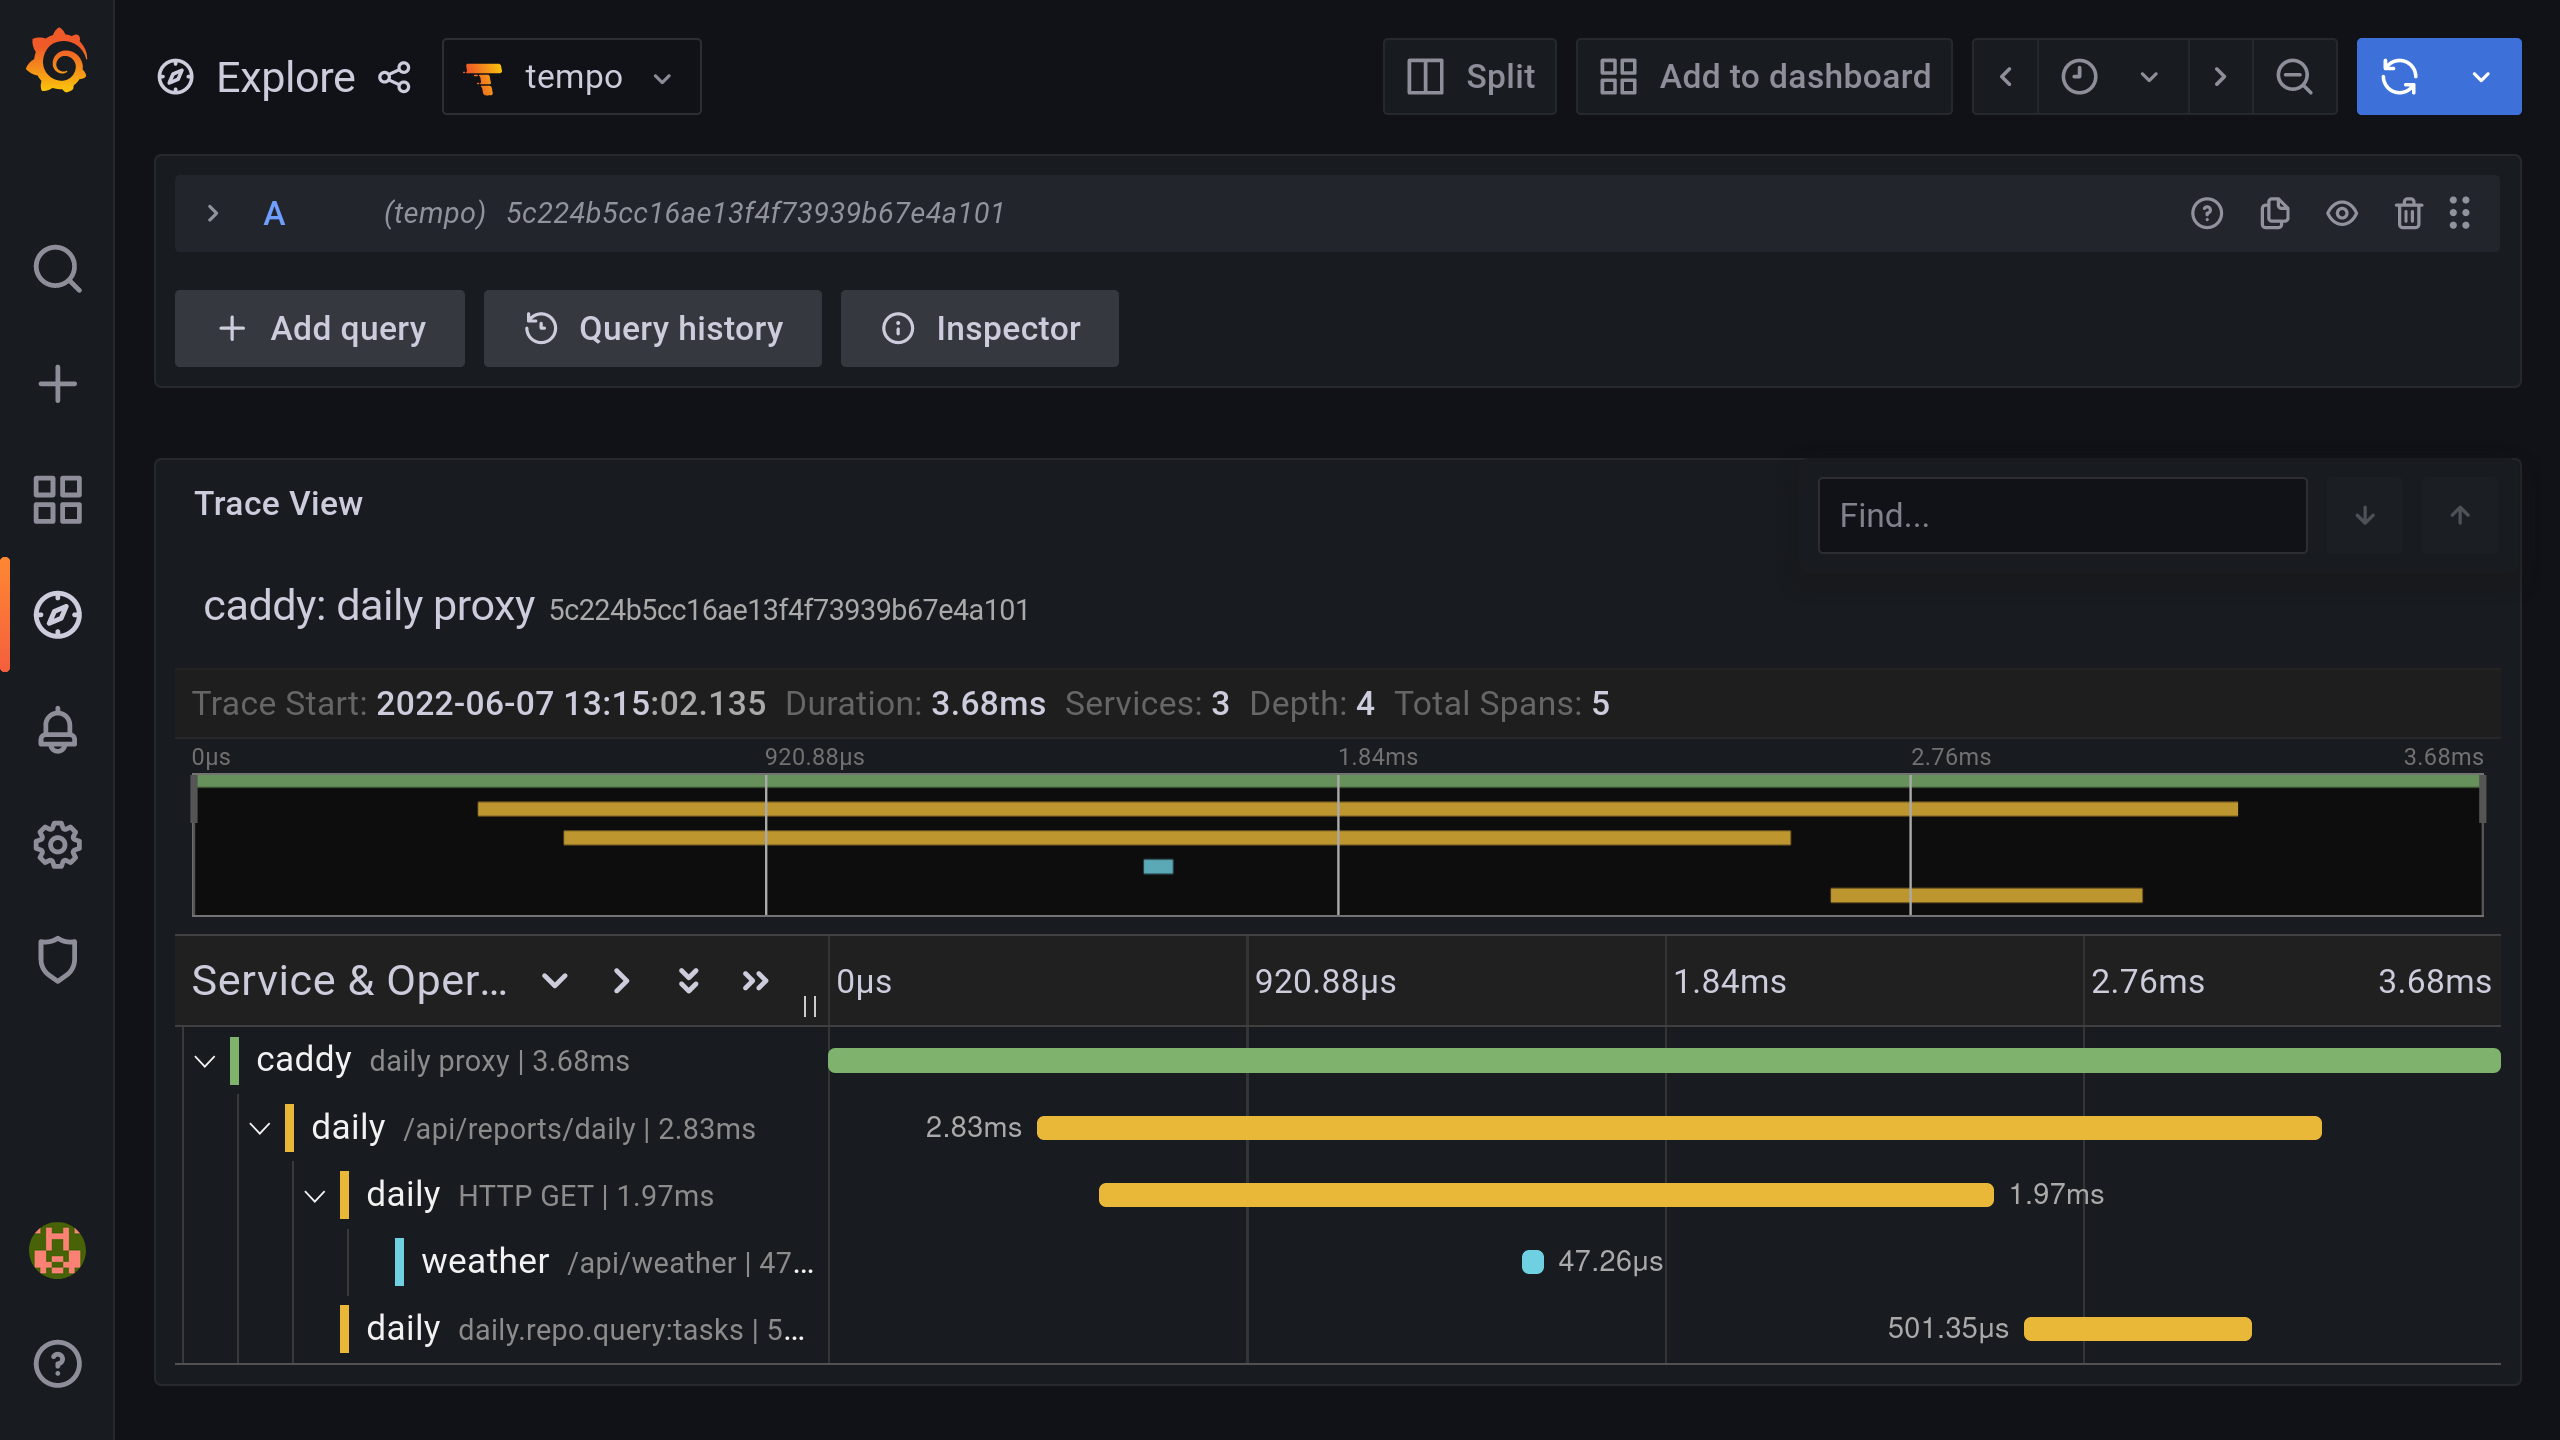 Explore tempo Split Add to dashboard
A (tempo) 5c224b5cc16ae13f4f73939b67e4a101
Add query Query history Inspector
Trace View Find...
caddy: daily proxy 5c224b5cc16ae13f4f73939b67e4a101
Trace Start: 2022-06-07 13:15:02.135 Duration: 3.68ms Services: 3 Depth: 4 Total Spans: 5
0μs 920.88μs 1.84ms 2.76ms 3.68ms
Service & Oper... 0μs 920.88μs 1.84ms 2.76ms 3.68ms
caddy daily proxy | 3.68ms
daily /api/reports/daily | 2.83ms 2.83ms
daily HTTP GET | 1.97ms 1.97ms
weather /api/weather | 47... 47.26μs
daily daily.repo.query:tasks | 5... 501.35μs